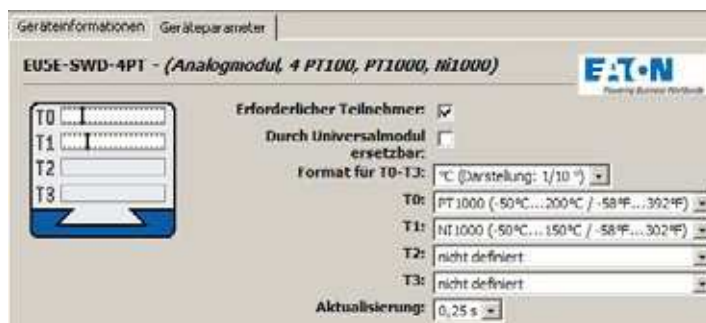 Geräteinformationen Geräteparameter
EU5E-SWD-4PT - (Analogmodul, 4 PT100, PT1000, Ni1000)
EATON
Powering Business Worldwide
T0
T1
T2
T3
Erforderlicher Teilnehmer:
Durch Universalmodul
ersetzbar:
Format für T0-T3: °C (Darstellung: 1/10 °)
T0: PT1000 (-50°C...200°C / -58°F...392°F)
T1: NI1000 (-50°C...150°C / -58°F...302°F)
T2: nicht definiert
T3: nicht definiert
Aktualisierung: 0,25 s